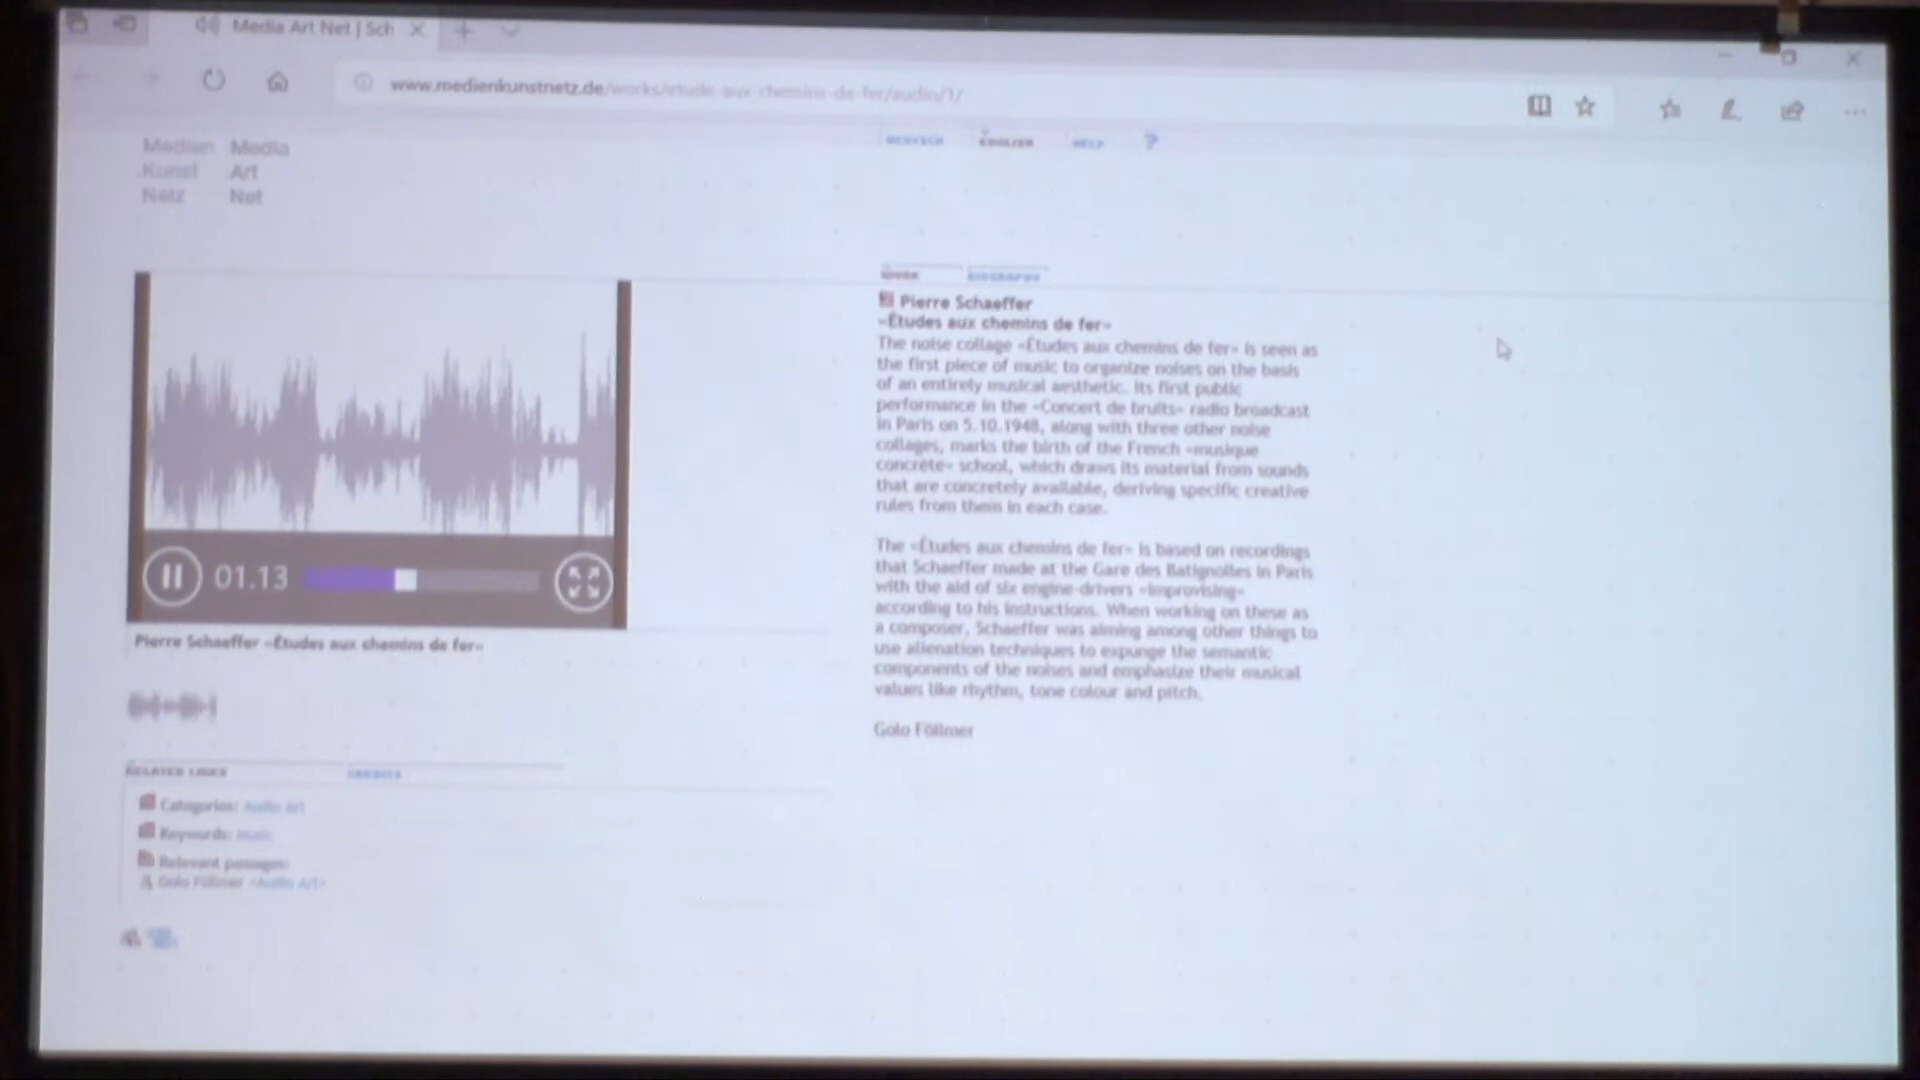 Media Art Net | Sch
www.medienkunstnetz.de/works/etude-aux-chemins-de-fer/audio/1/
DEUTSCH ENGLISH HELP ?
Medien Media
Kunst Art
Netz Net
WORK BIOGRAPHY
Pierre Schaeffer
«Études aux chemins de fer»
The noise collage «Études aux chemins de fer» is seen as
the first piece of music to organize noises on the basis
of an entirely musical aesthetic. Its first public
performance in the «Concert de bruits» radio broadcast
in Paris on 5.10.1948, along with three other noise
collages, marks the birth of the French «musique
concrète» school, which draws its material from sounds
that are concretely available, deriving specific creative
rules from them in each case.
The «Études aux chemins de fer» is based on recordings
that Schaeffer made at the Gare des Batignolles in Paris
with the aid of six engine-drivers «improvising»
according to his instructions. When working on these as
a composer, Schaeffer was aiming among other things to
use alienation techniques to expunge the semantic
components of the noises and emphasize their musical
values like rhythm, tone colour and pitch.
Golo Föllmer
01.13
Pierre Schaeffer «Études aux chemins de fer»
RELATED LINKS CREDITS
Categories: Audio Art
Keywords: music
Relevant passages:
Golo Föllmer «Audio Art»